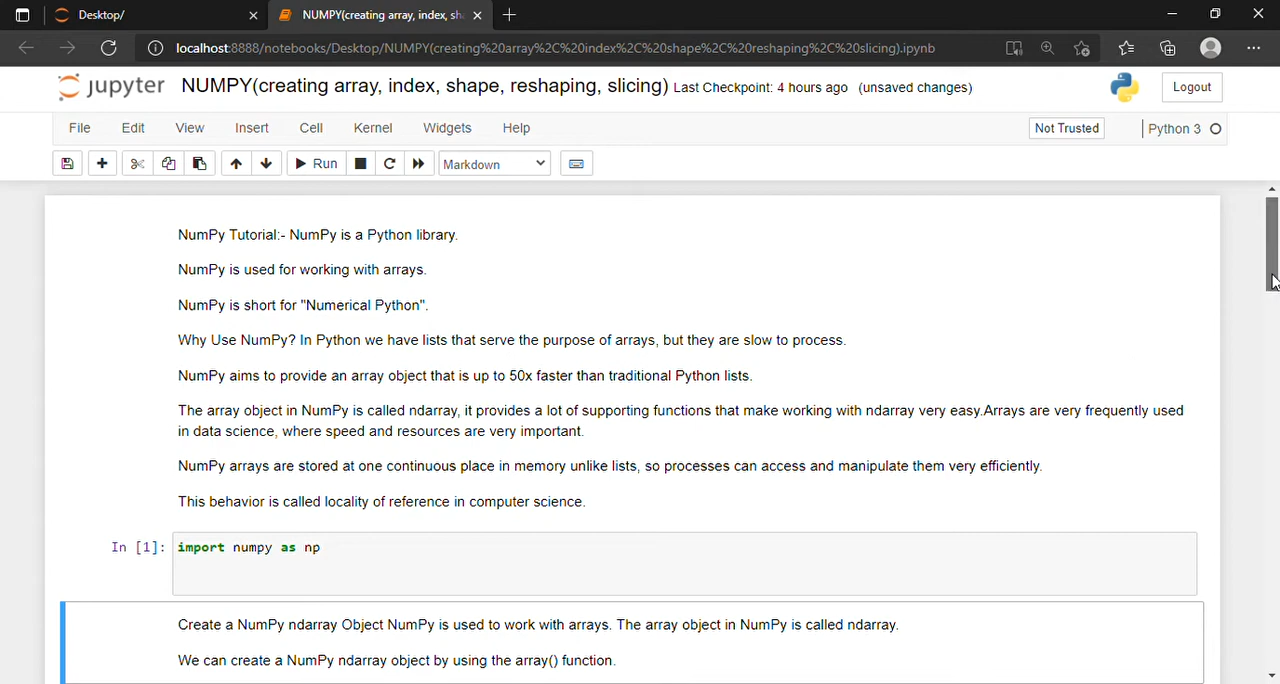 Desktop/
NUMPY(creating array, index, sh
localhost:8888/notebooks/Desktop/NUMPY(creating%20array%2C%20index%2C%20shape%2C%20reshaping%2C%20slicing).ipynb
jupyter NUMPY(creating array, index, shape, reshaping, slicing) Last Checkpoint: 4 hours ago (unsaved changes)
Logout
File Edit View Insert Cell Kernel Widgets Help
Not Trusted
Python 3
Run
Markdown
NumPy Tutorial:- NumPy is a Python library.
NumPy is used for working with arrays.
NumPy is short for "Numerical Python".
Why Use NumPy? In Python we have lists that serve the purpose of arrays, but they are slow to process.
NumPy aims to provide an array object that is up to 50x faster than traditional Python lists.
The array object in NumPy is called ndarray, it provides a lot of supporting functions that make working with ndarray very easy.Arrays are very frequently used
in data science, where speed and resources are very important.
NumPy arrays are stored at one continuous place in memory unlike lists, so processes can access and manipulate them very efficiently.
This behavior is called locality of reference in computer science.
In [1]: import numpy as np
Create a NumPy ndarray Object NumPy is used to work with arrays. The array object in NumPy is called ndarray.
We can create a NumPy ndarray object by using the array() function.